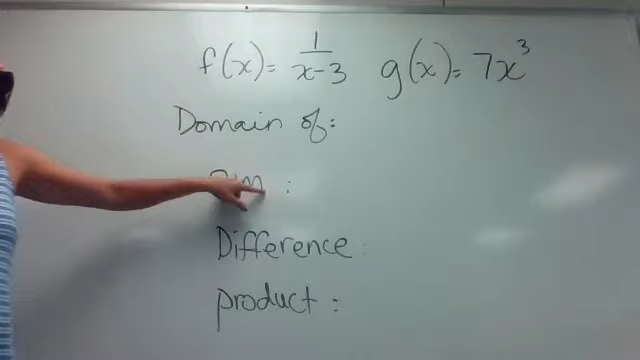 f(x) = 1/(x-3) g(x) = 7x³
Domain of:
:
Difference :
product :